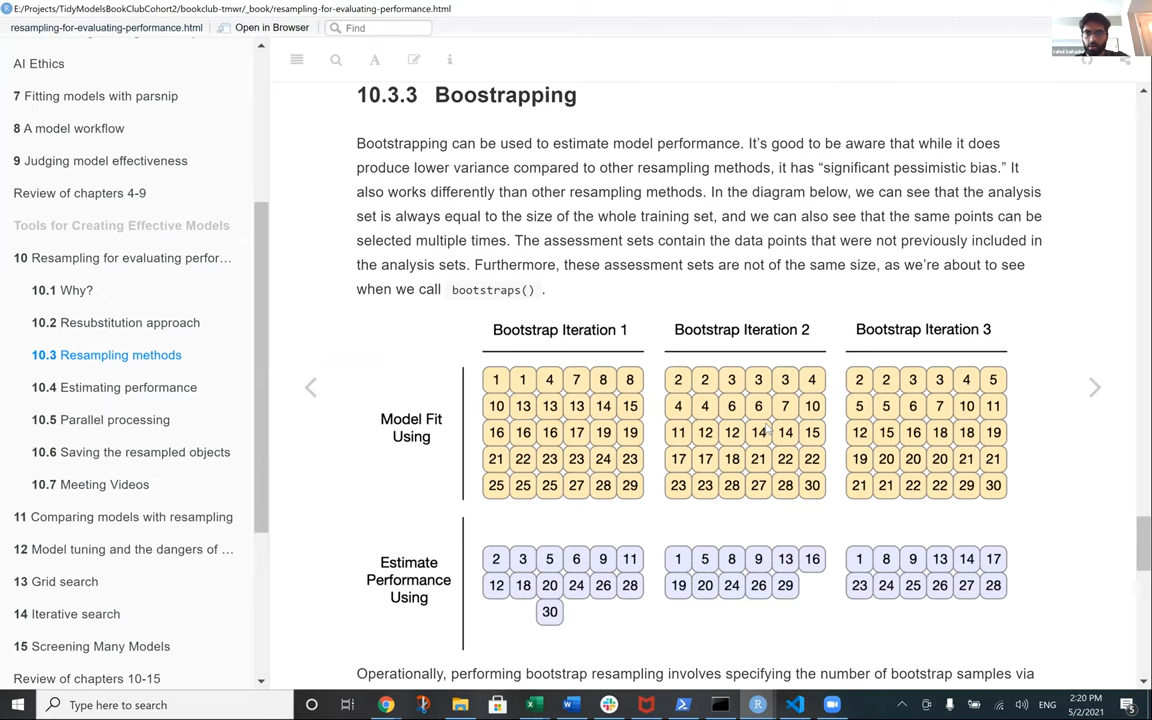 E:/Projects/TidyModelsBookClubCohort2/bookclub-tmwr/_book/resampling-for-evaluating-performance.html
resampling-for-evaluating-performance.html
Open in Browser
Find
AI Ethics
7 Fitting models with parsnip
8 A model workflow
9 Judging model effectiveness
Review of chapters 4-9
Tools for Creating Effective Models
10 Resampling for evaluating perfor...
10.1 Why?
10.2 Resubstitution approach
10.3 Resampling methods
10.4 Estimating performance
10.5 Parallel processing
10.6 Saving the resampled objects
10.7 Meeting Videos
11 Comparing models with resampling
12 Model tuning and the dangers of ...
13 Grid search
14 Iterative search
15 Screening Many Models
Review of chapters 10-15
10.3.3 Boostrapping
Bootstrapping can be used to estimate model performance. It's good to be aware that while it does
produce lower variance compared to other resampling methods, it has “significant pessimistic bias.” It
also works differently than other resampling methods. In the diagram below, we can see that the analysis
set is always equal to the size of the whole training set, and we can also see that the same points can be
selected multiple times. The assessment sets contain the data points that were not previously included in
the analysis sets. Furthermore, these assessment sets are not of the same size, as we're about to see
when we call bootstraps() .
Bootstrap Iteration 1 Bootstrap Iteration 2 Bootstrap Iteration 3
Model Fit
Using
1 1 4 7 8 8 2 2 3 3 3 4 2 2 3 3 4 5
10 13 13 13 14 15 4 4 6 6 7 10 5 5 6 7 10 11
16 16 16 17 19 19 11 12 12 14 14 15 12 15 16 18 18 19
21 22 23 23 24 23 17 17 18 21 22 22 19 20 20 20 21 21
25 25 25 27 28 29 23 23 28 27 28 30 21 21 22 22 29 30
Estimate
Performance
Using
2 3 5 6 9 11 1 5 8 9 13 16 1 8 9 13 14 17
12 18 20 24 26 28 19 20 24 26 29 23 24 25 26 27 28
30
Operationally, performing bootstrap resampling involves specifying the number of bootstrap samples via
Type here to search
ENG
2:20 PM
5/2/2021
5